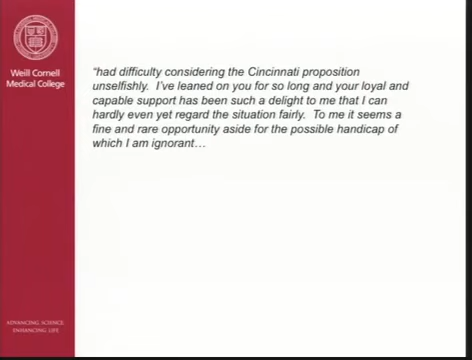 Weill Cornell
Medical College
“had difficulty considering the Cincinnati proposition
unselfishly. I’ve leaned on you for so long and your loyal and
capable support has been such a delight to me that I can
hardly even yet regard the situation fairly. To me it seems a
fine and rare opportunity aside for the possible handicap of
which I am ignorant…
ADVANCING SCIENCE.
ENHANCING LIFE